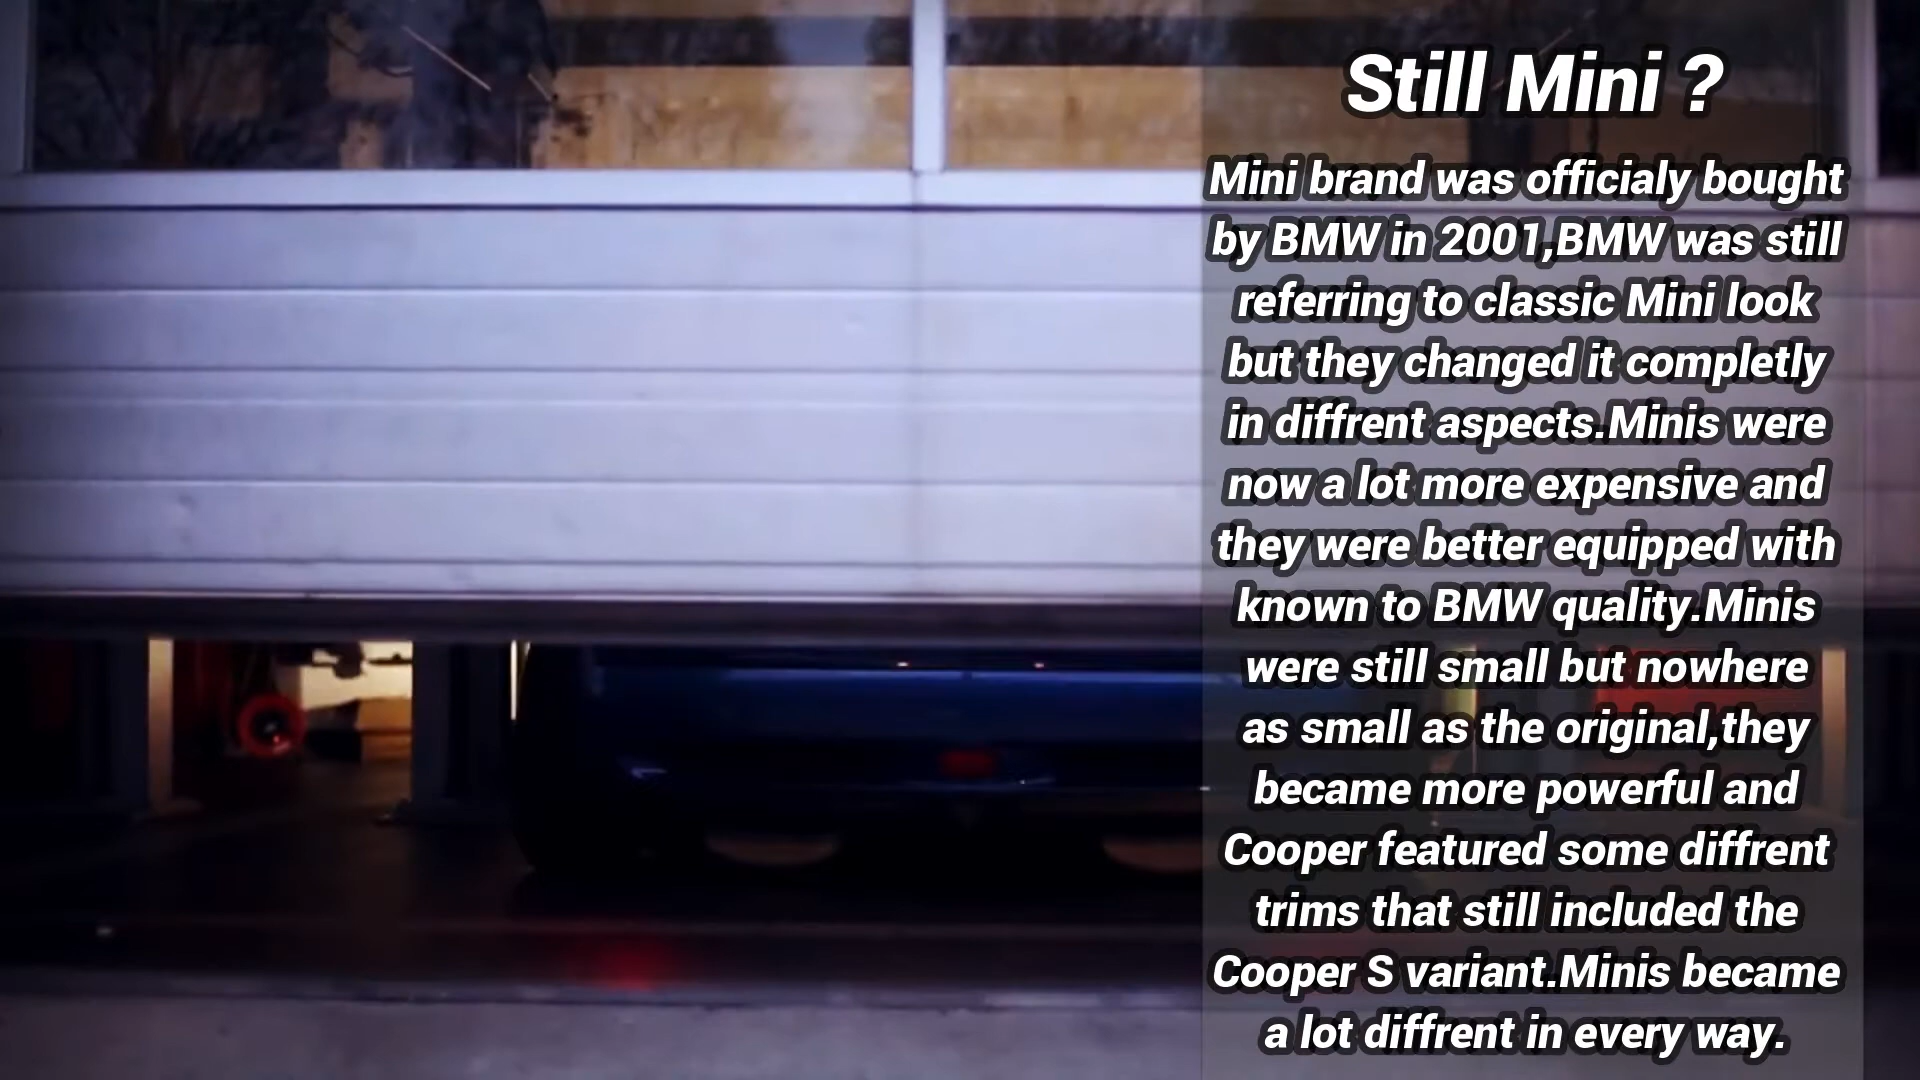 Still Mini ?
Mini brand was officialy bought
by BMW in 2001,BMW was still
referring to classic Mini look
but they changed it completly
in diffrent aspects.Minis were
now a lot more expensive and
they were better equipped with
known to BMW quality.Minis
were still small but nowhere
as small as the original,they
became more powerful and
Cooper featured some diffrent
trims that still included the
Cooper S variant.Minis became
a lot diffrent in every way.